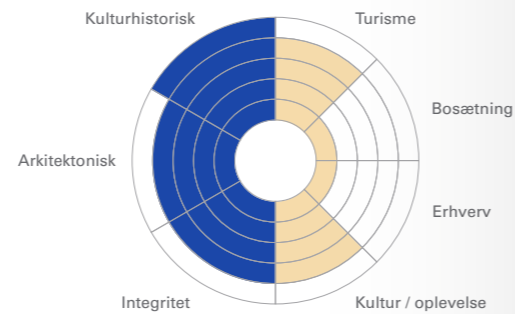 Kulturhistorisk
Turisme
Bosætning
Arkitektonisk
Erhverv
Integritet
Kultur / oplevelse